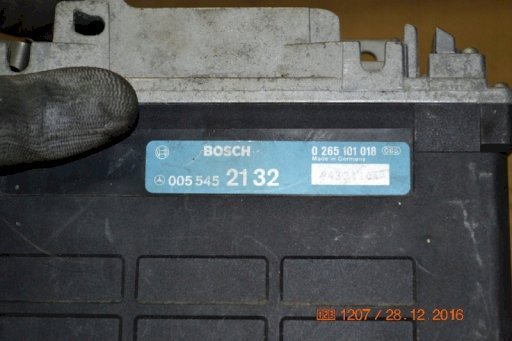 BOSCH 0 265 101 018
Made in Germany
005 545 21 32
1207 / 28.12.2016